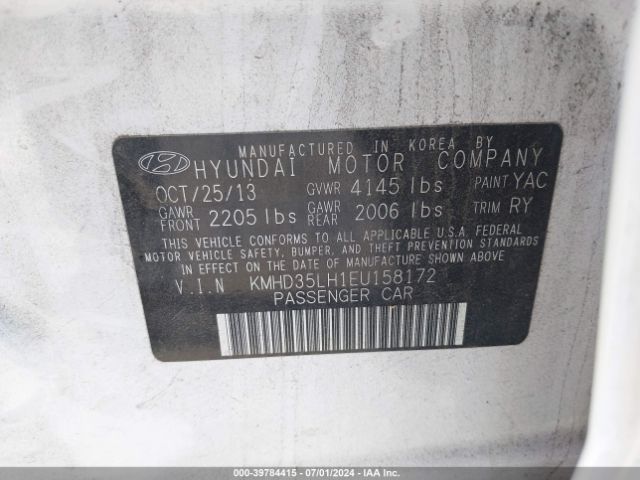 MANUFACTURED IN KOREA BY
HYUNDAI MOTOR COMPANY
OCT/25/13 GVWR 4145 lbs PAINT YAC
GAWR FRONT 2205 lbs GAWR REAR 2006 lbs TRIM RY
THIS VEHICLE CONFORMS TO ALL APPLICABLE U.S.A. FEDERAL
MOTOR VEHICLE SAFETY, BUMPER, AND THEFT PREVENTION STANDARDS
IN EFFECT ON THE DATE OF MANUFACTURE SHOWN ABOVE.
V.I.N KMHD35LH1EU158172
PASSENGER CAR
000-39784415 - 07/01/2024 - IAAI.COM